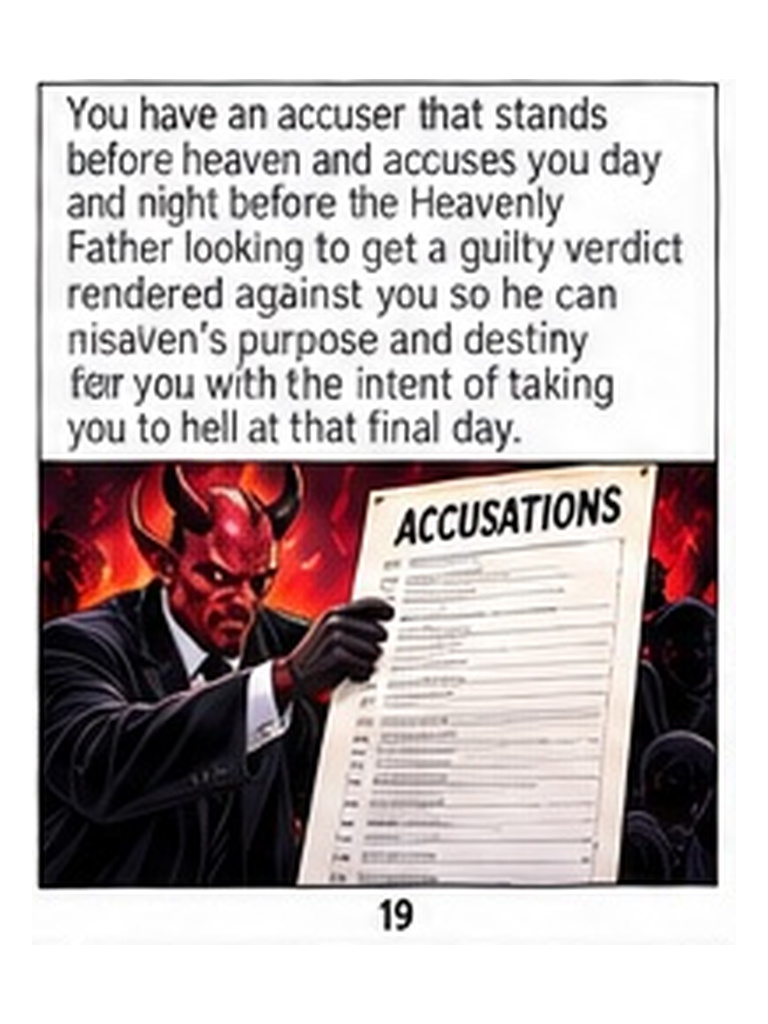 You have an accuser that stands
before heaven and accuses you day
and night before the Heavenly
Father looking to get a guilty verdict
rendered against you so he can
nisaVen's purpose and destiny
you with the intent of taking
you to hell at that final day.
ACCUSATIONS
19